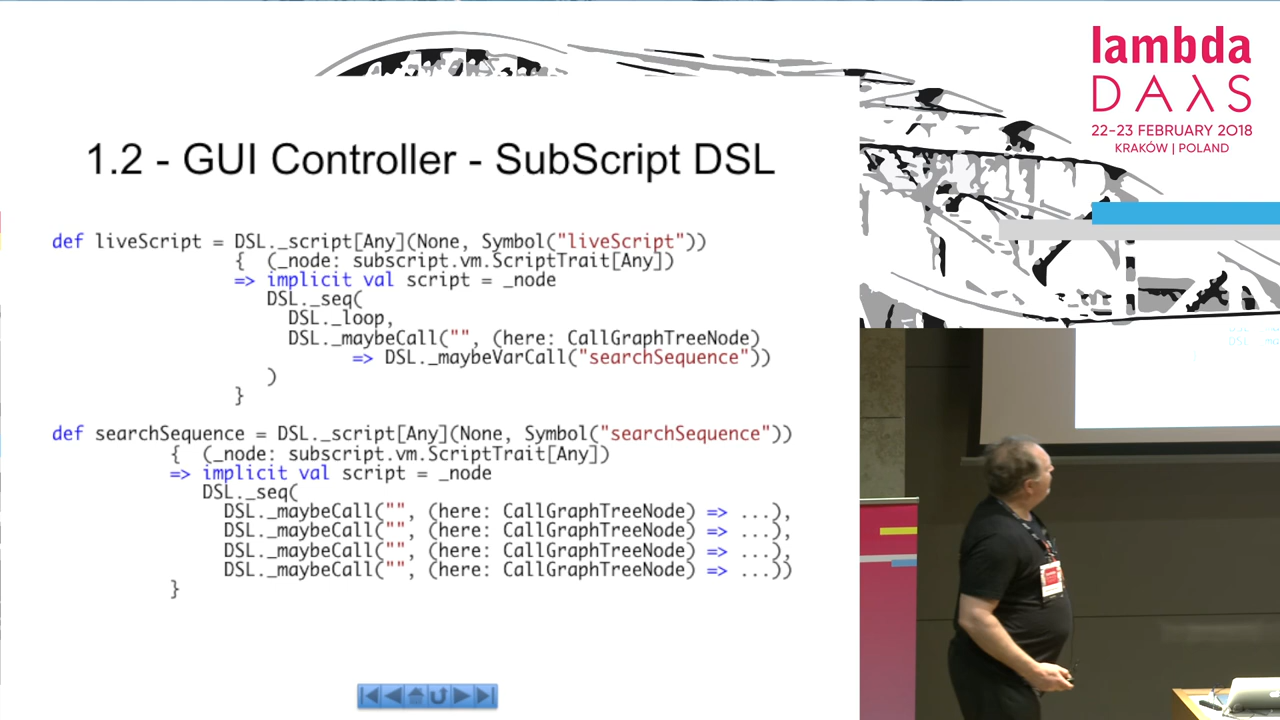 lambda
DAλS
22-23 FEBRUARY 2018
KRAKÓW | POLAND
1.2 - GUI Controller - SubScript DSL
def liveScript = DSL._script[Any](None, Symbol("liveScript"))
{ (_node: subscript.vm.ScriptTrait[Any])
=> implicit val script = _node
DSL._seq(
DSL._loop,
DSL._maybeCall("", (here: CallGraphTreeNode)
=> DSL._maybeVarCall("searchSequence"))
)
}
def searchSequence = DSL._script[Any](None, Symbol("searchSequence"))
{ (_node: subscript.vm.ScriptTrait[Any])
=> implicit val script = _node
DSL._seq(
DSL._maybeCall("", (here: CallGraphTreeNode) => ...),
DSL._maybeCall("", (here: CallGraphTreeNode) => ...),
DSL._maybeCall("", (here: CallGraphTreeNode) => ...),
DSL._maybeCall("", (here: CallGraphTreeNode) => ...))
}